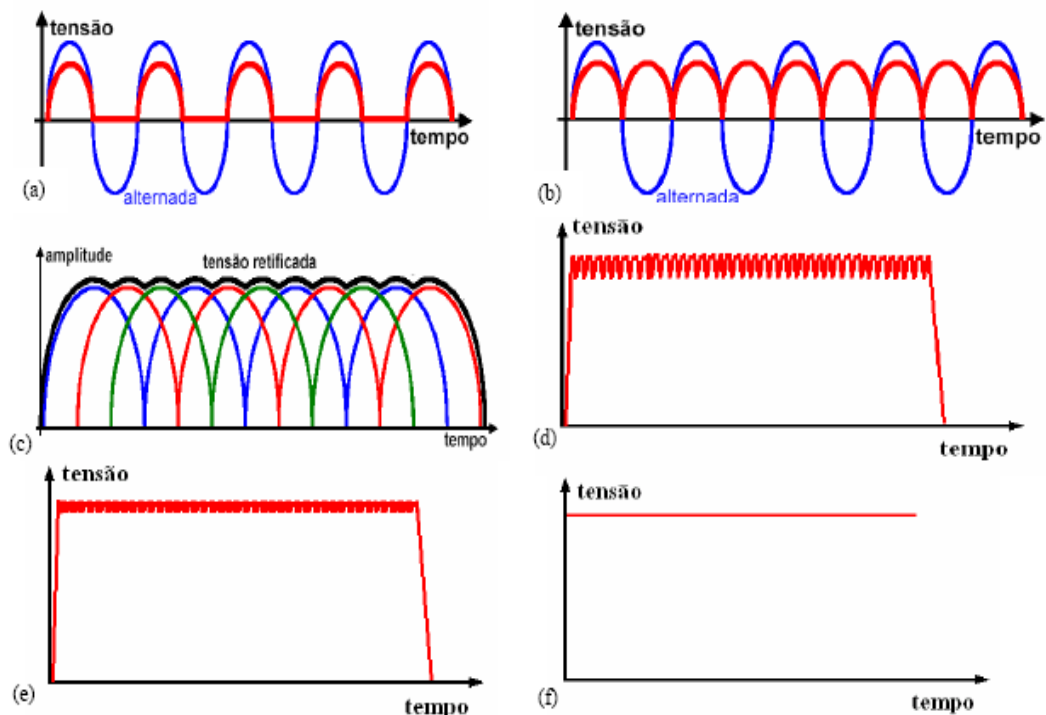 tensão
tempo
(a)
alternada
tensão
tempo
(b)
alternada
amplitude
tensão retificada
(c)
tempo
tensão
(d)
tempo
tensão
(e)
tempo
tensão
(f)
tempo